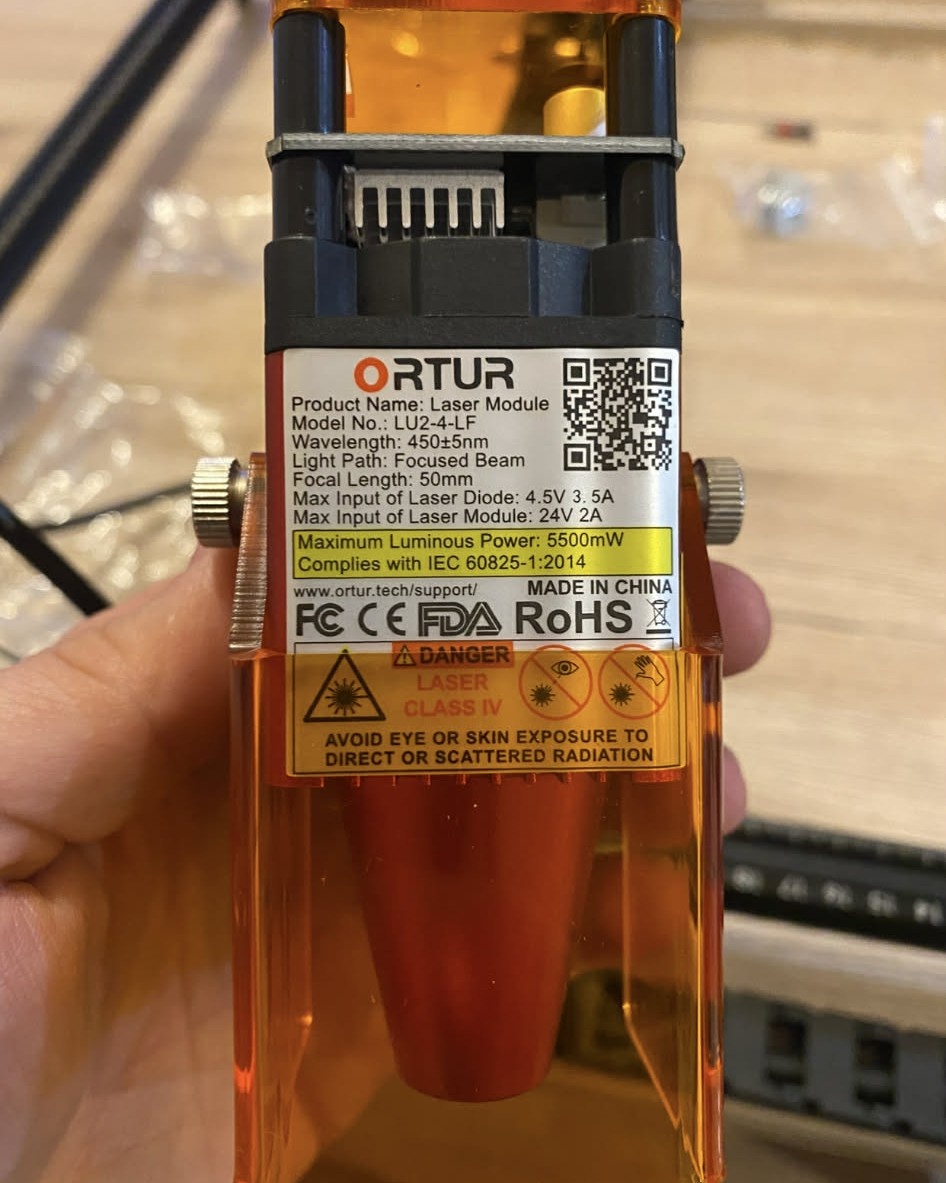 ORTUR
Product Name: Laser Module
Model No.: LU2-4-LF
Wavelength: 450±5nm
Light Path: Focused Beam
Focal Length: 50mm
Max Input of Laser Diode: 4.5V 3. 5A
Max Input of Laser Module: 24V 2A
Maximum Luminous Power: 5500mW
Complies with IEC 60825-1:2014
www.ortur.tech/support/ MADE IN CHINA
FC CE FDA RoHS
DANGER
LASER
CLASS IV
AVOID EYE OR SKIN EXPOSURE TO
DIRECT OR SCATTERED RADIATION